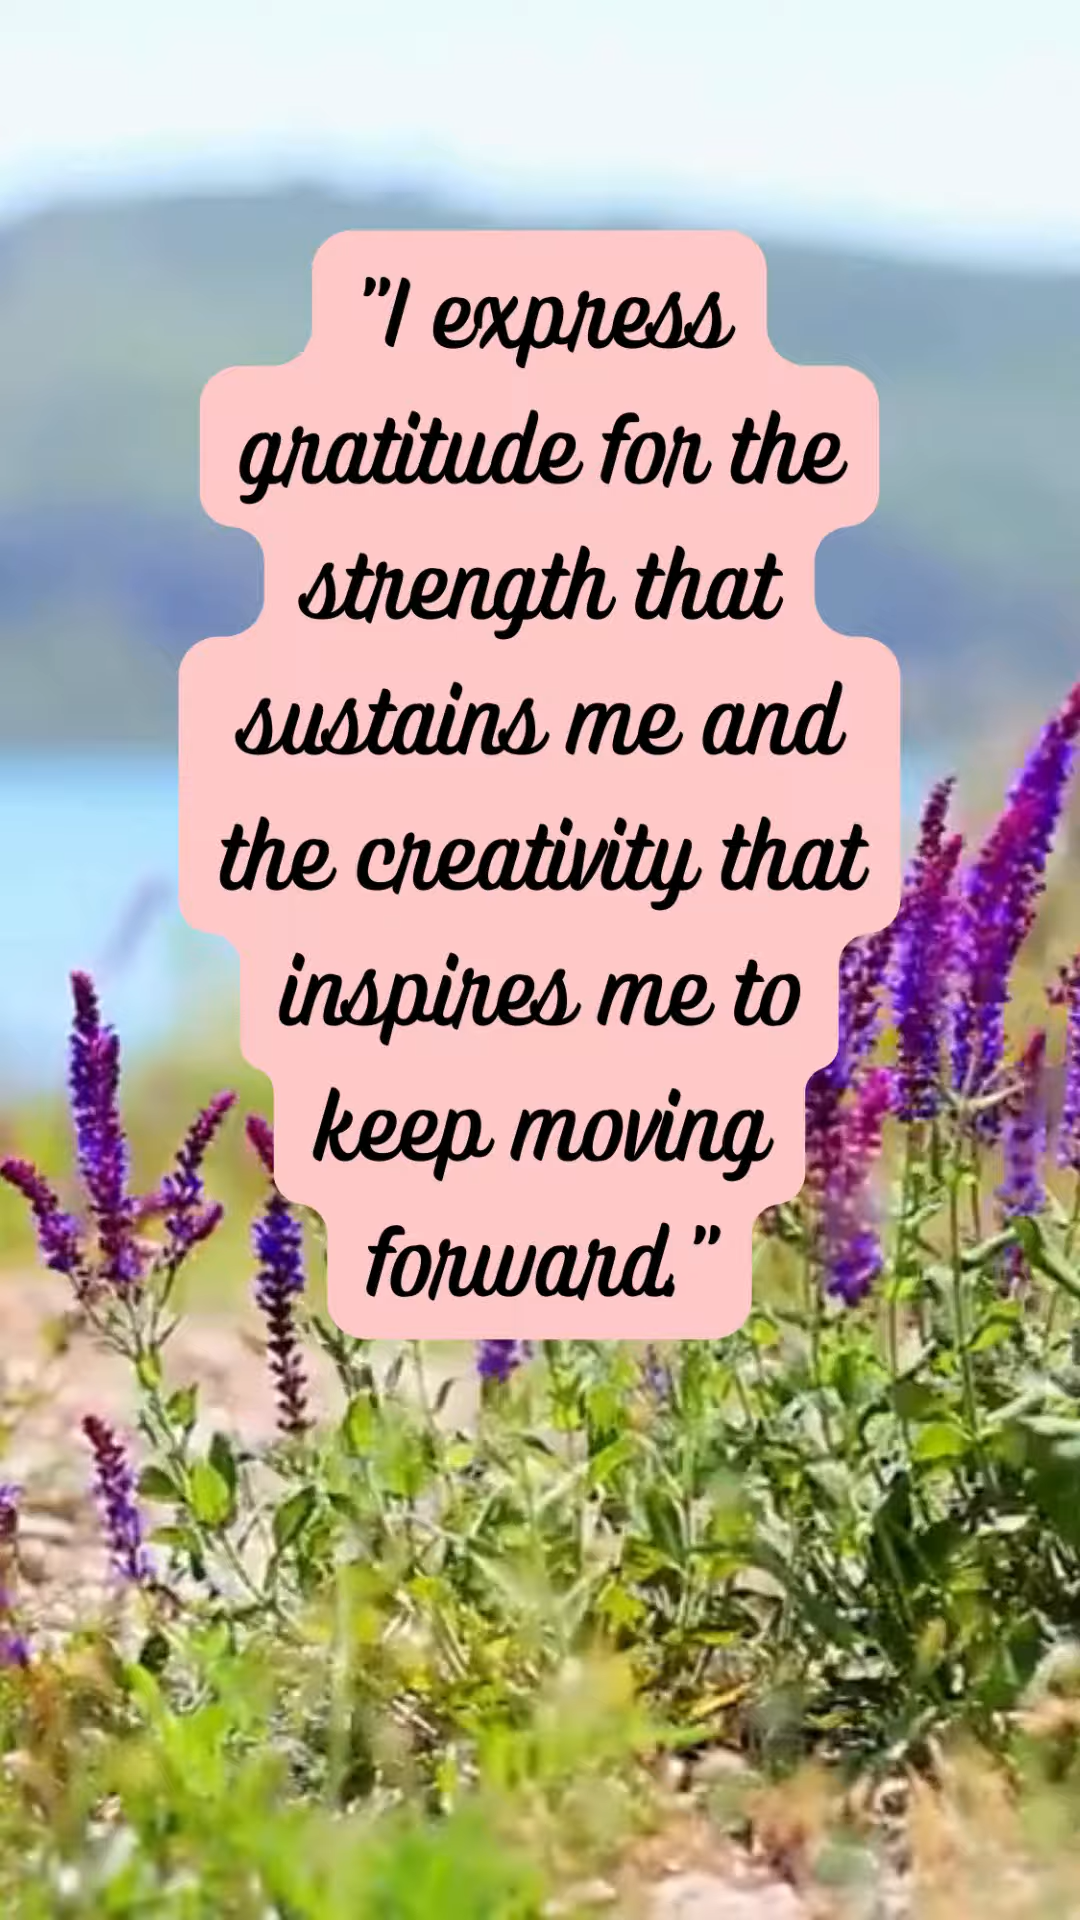 "I express
gratitude for the
strength that
sustains me and
the creativity that
inspires me to
keep moving
forward."